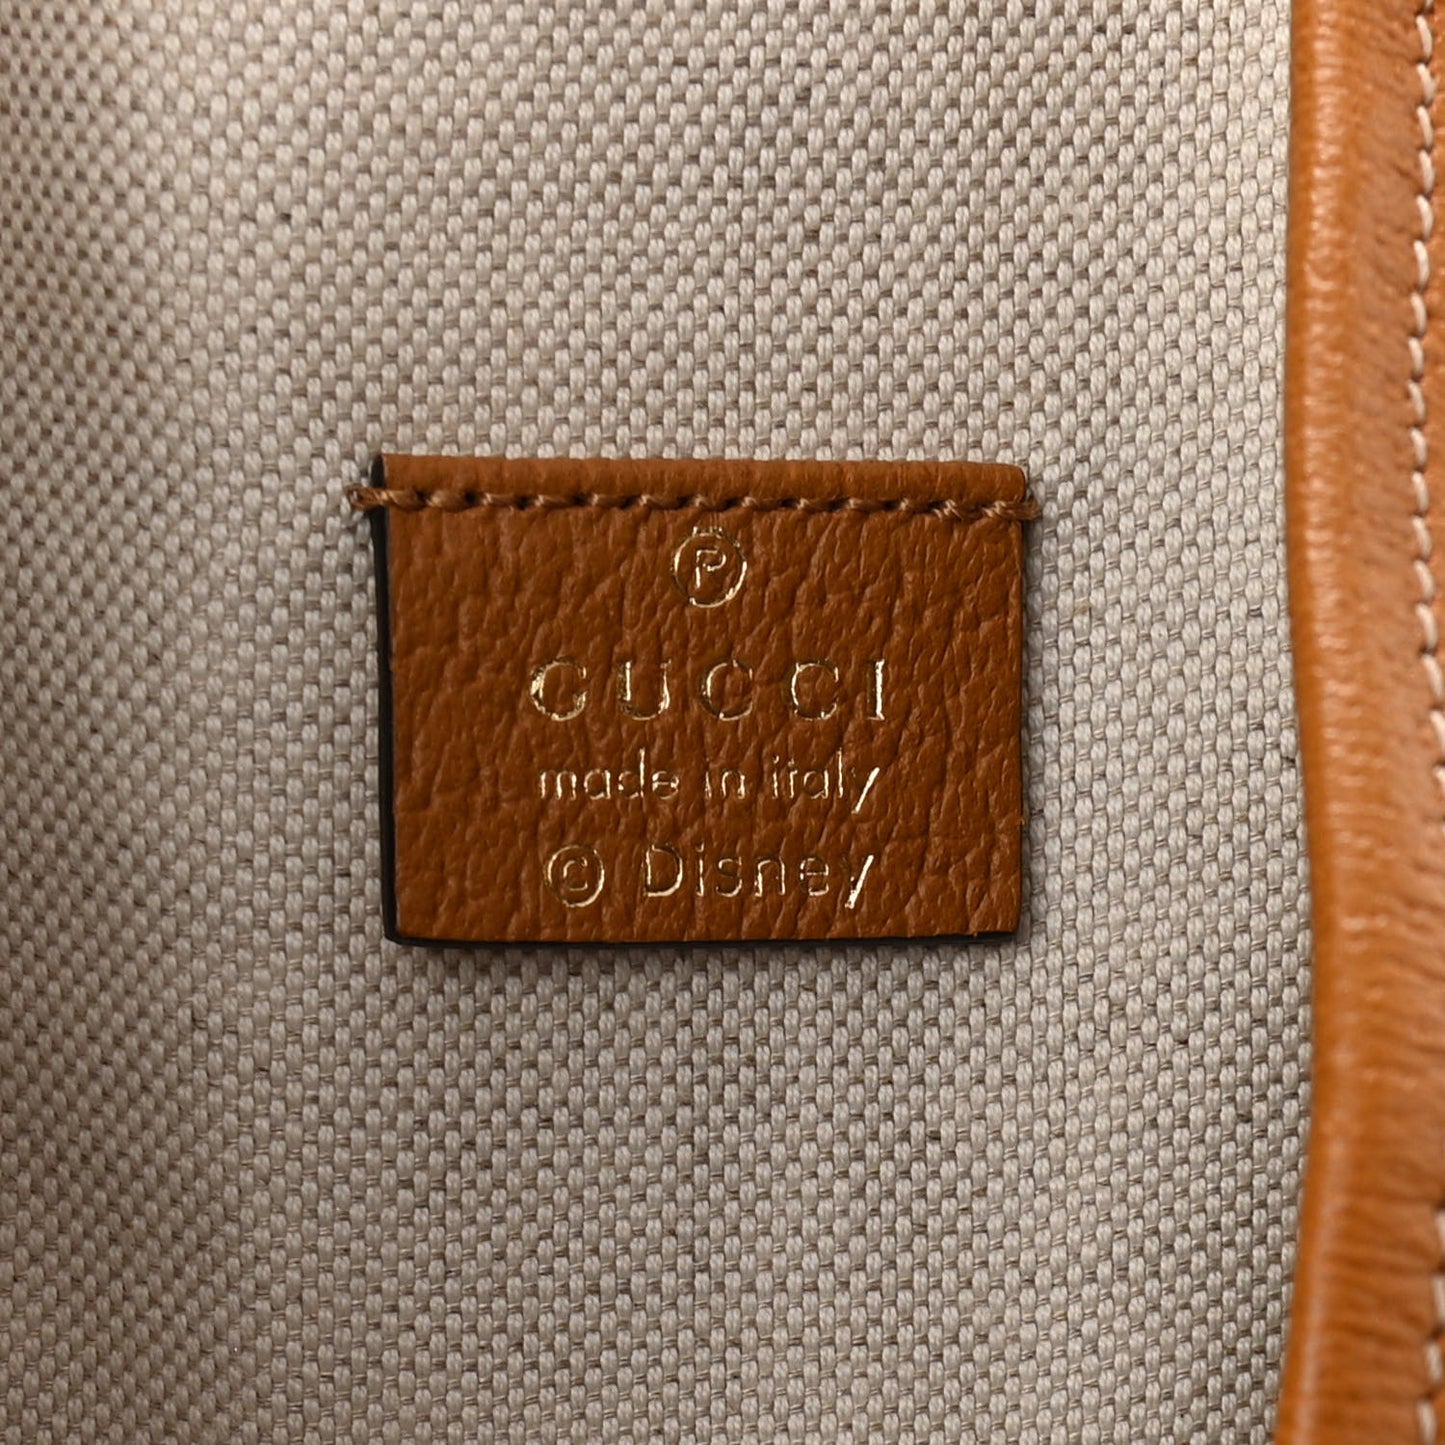 Ⓟ
GUCCI
made in italy
© Disney